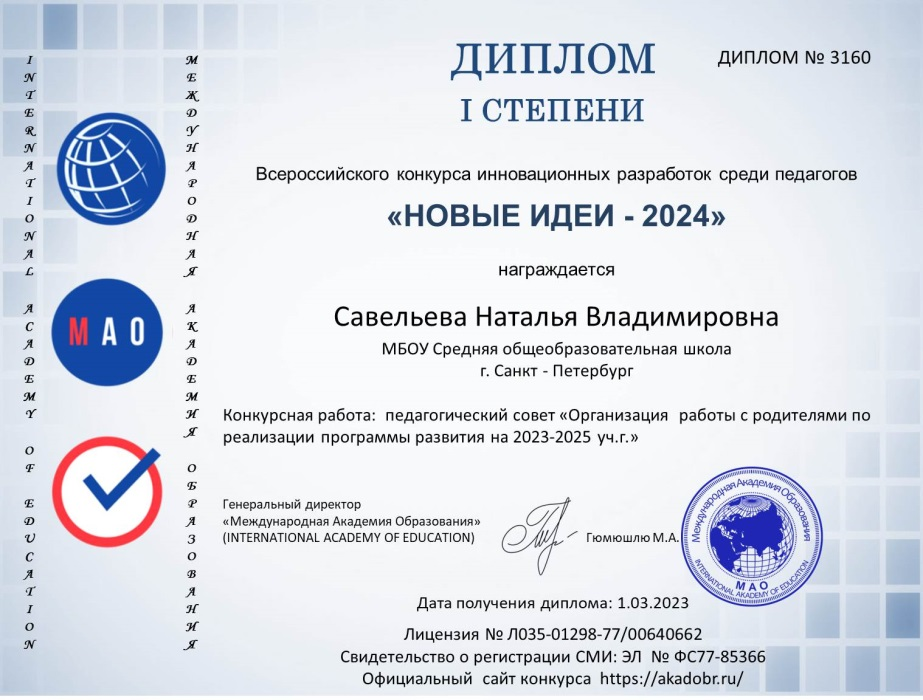 ДИПЛОМ
ДИПЛОМ № 3160
I СТЕПЕНИ
Всероссийского конкурса инновационных разработок среди педагогов
«НОВЫЕ ИДЕИ - 2024»
награждается
Савельева Наталья Владимировна
МБОУ Средняя общеобразовательная школа
г. Санкт - Петербург
Конкурсная работа: педагогический совет «Организация работы с родителями по
реализации программы развития на 2023-2025 уч.г.»
Генеральный директор
«Международная Академия Образования»
(INTERNATIONAL ACADEMY OF EDUCATION)
Гюмюшлю М.А.
Международная Академия Образования
МАО
INTERNATIONAL ACADEMY OF EDUCATION
Дата получения диплома: 1.03.2023
Лицензия № Л035-01298-77/00640662
Свидетельство о регистрации СМИ: ЭЛ № ФС77-85366
Официальный сайт конкурса https://akadobr.ru/
INTERNATIONAL ACADEMY OF EDUCATION
МАО
МЕЖДУНАРОДНАЯ АКАДЕМИЯ ОБРАЗОВАНИЯ